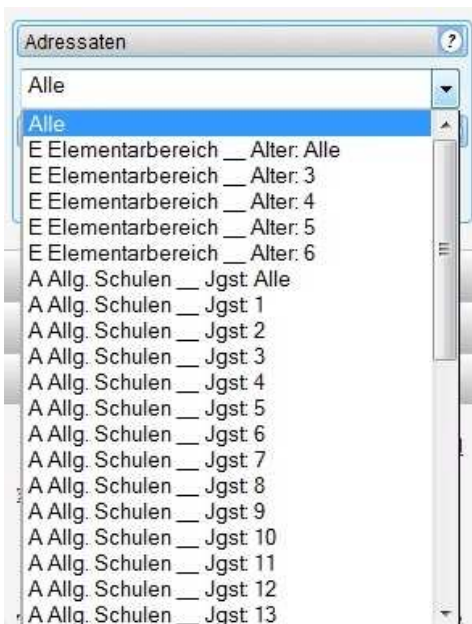 Adressaten ?
Alle
Alle
E Elementarbereich __ Alter: Alle
E Elementarbereich __ Alter: 3
E Elementarbereich __ Alter: 4
E Elementarbereich __ Alter: 5
E Elementarbereich __ Alter: 6
A Allg. Schulen __ Jgst: Alle
A Allg. Schulen __ Jgst: 1
A Allg. Schulen __ Jgst: 2
A Allg. Schulen __ Jgst: 3
A Allg. Schulen __ Jgst: 4
A Allg. Schulen __ Jgst: 5
A Allg. Schulen __ Jgst: 6
A Allg. Schulen __ Jgst: 7
A Allg. Schulen __ Jgst: 8
A Allg. Schulen __ Jgst: 9
A Allg. Schulen __ Jgst: 10
A Allg. Schulen __ Jgst: 11
A Allg. Schulen __ Jgst: 12
A Allg. Schulen __ Jgst: 13